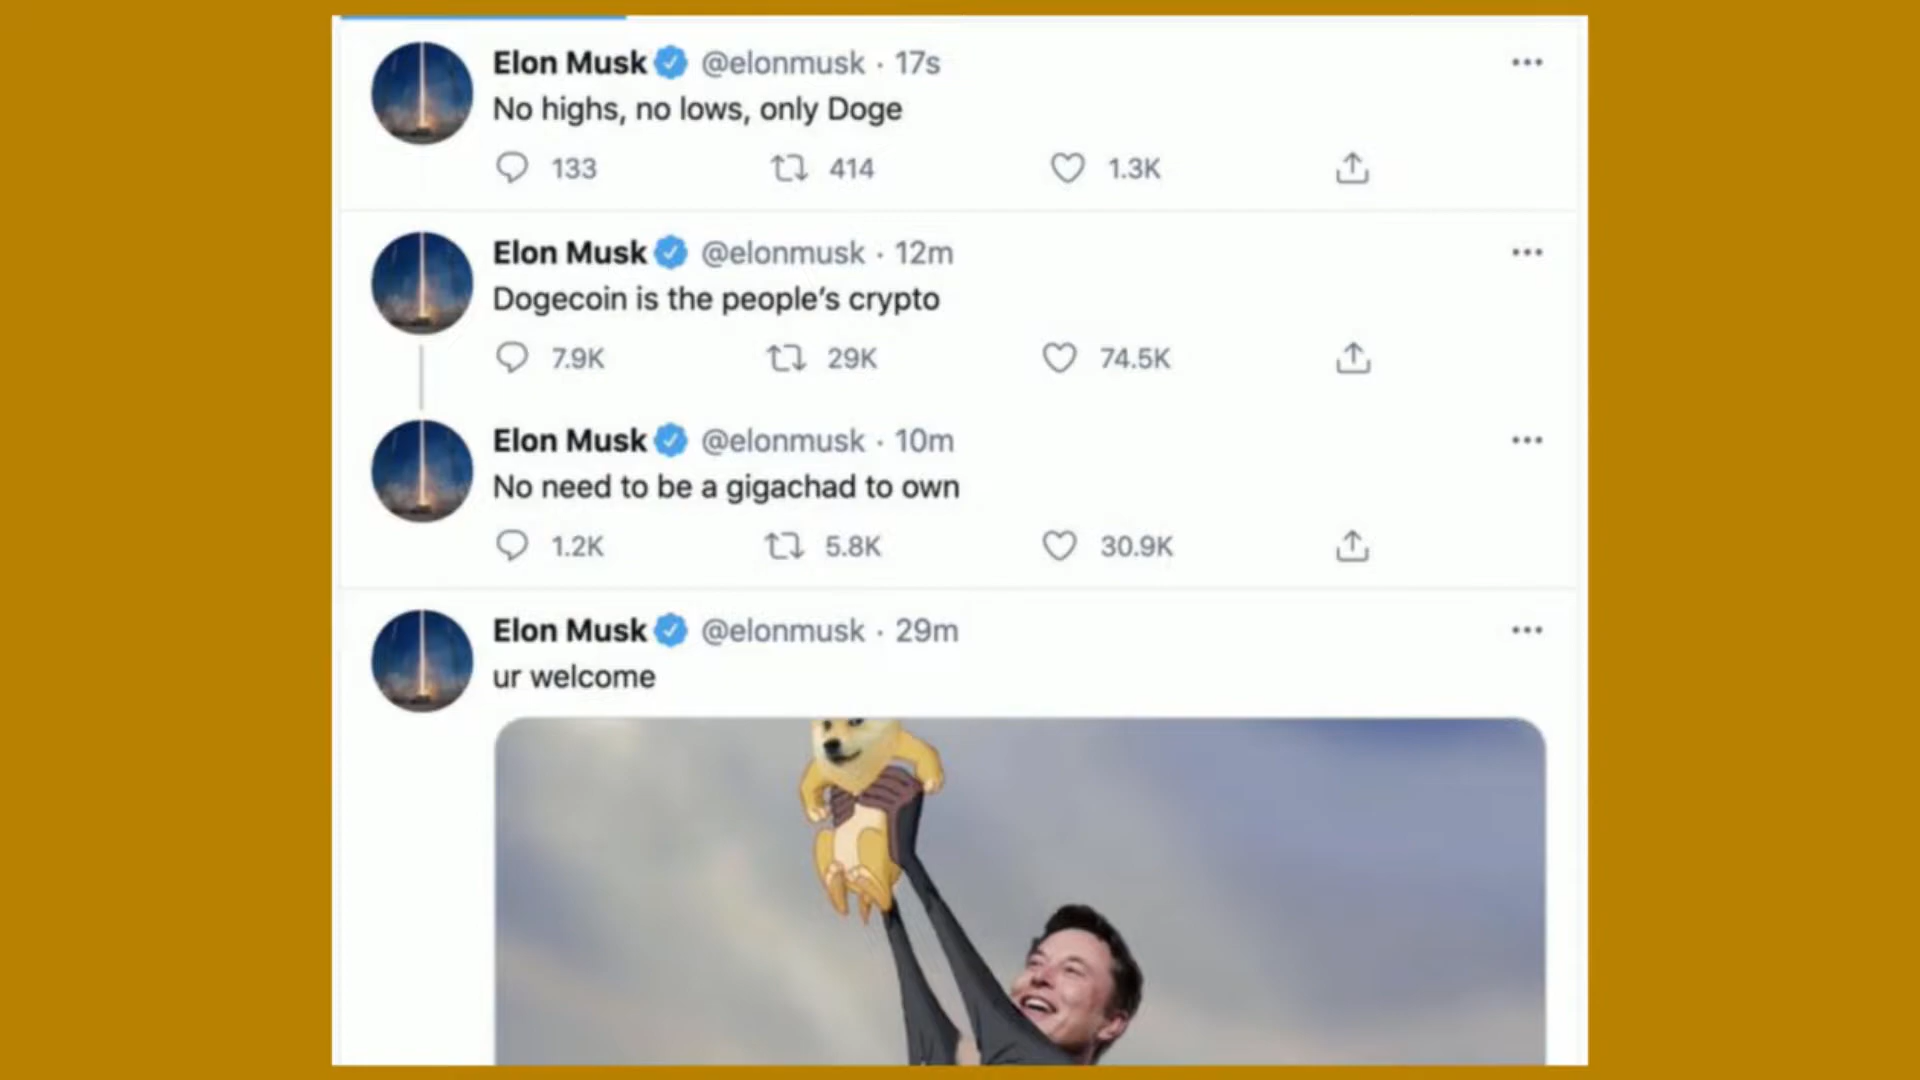 Elon Musk @elonmusk · 17s
No highs, no lows, only Doge
133 414 1.3K
Elon Musk @elonmusk · 12m
Dogecoin is the people’s crypto
7.9K 29K 74.5K
Elon Musk @elonmusk · 10m
No need to be a gigachad to own
1.2K 5.8K 30.9K
Elon Musk @elonmusk · 29m
ur welcome